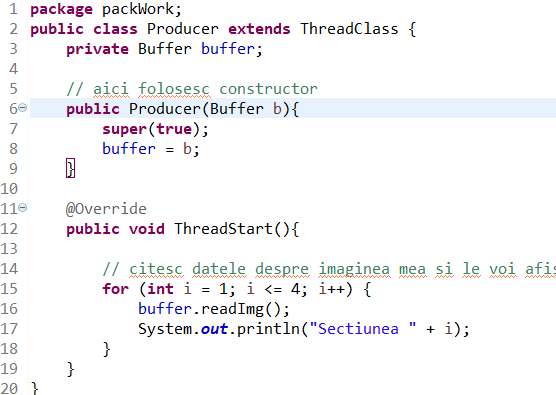 1 package packWork;
2 public class Producer extends ThreadClass {
3     private Buffer buffer;
4
5     // aici folosesc constructor
6     public Producer(Buffer b){
7         super(true);
8         buffer = b;
9     }
10
11     @Override
12     public void ThreadStart(){
13
14         // citesc datele despre imaginea mea si le voi afis
15         for (int i = 1; i <= 4; i++) {
16             buffer.readImg();
17             System.out.println("Sectiunea " + i);
18         }
19     }
20 }